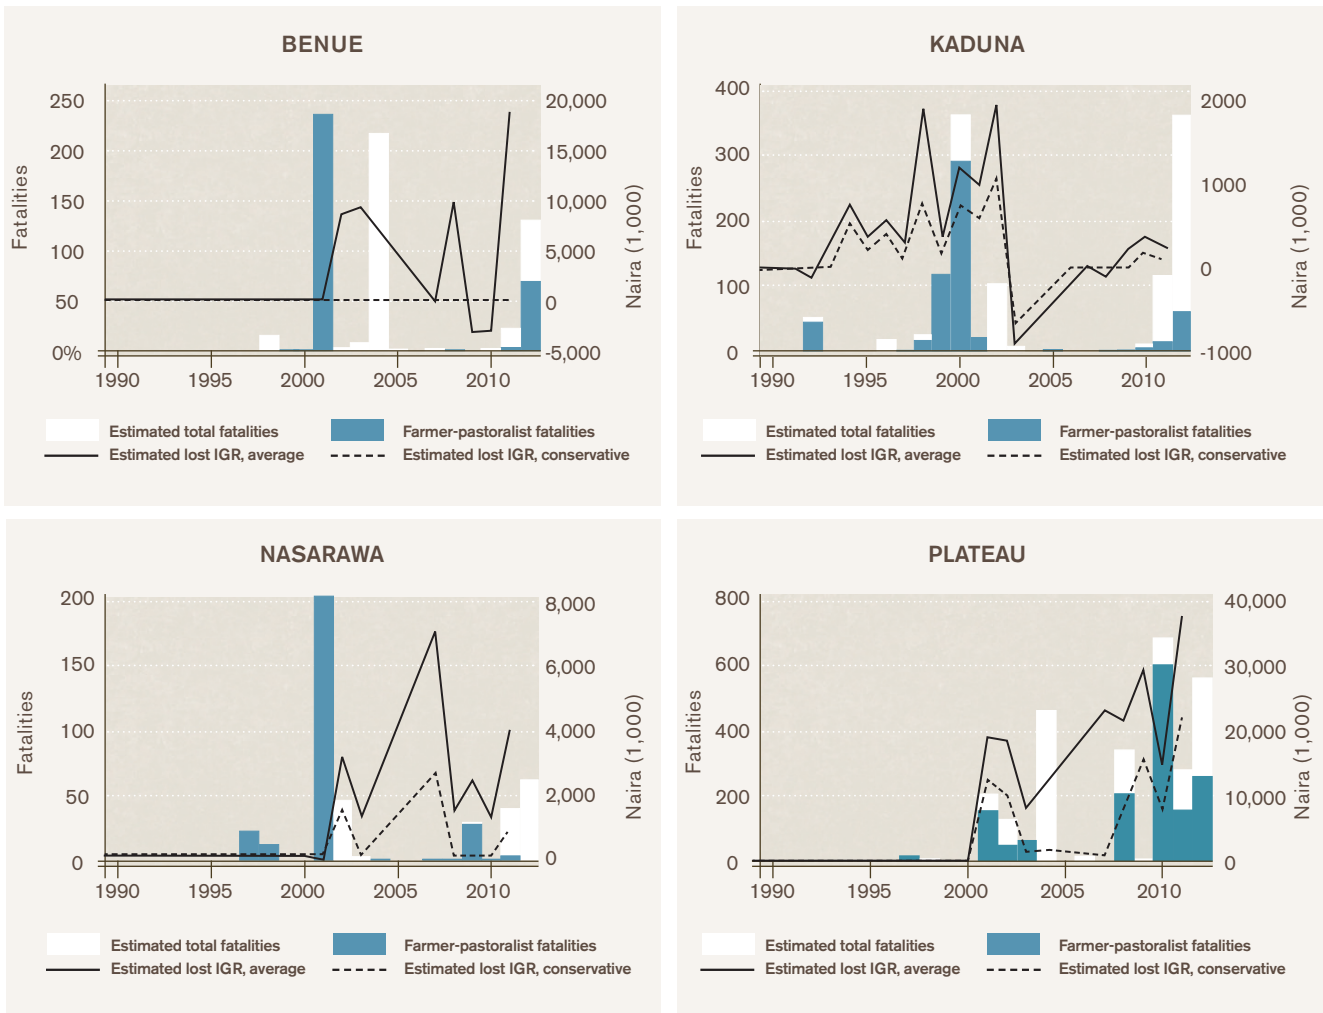 BENUE
Fatalities
250
200
150
100
50
0%
20,000
15,000
10,000
5,000
0
-5,000
Naira (1,000)
1990 1995 2000 2005 2010
Estimated total fatalities Farmer-pastoralist fatalities
Estimated lost IGR, average Estimated lost IGR, conservative
KADUNA
Fatalities
400
300
200
100
0
2000
1000
0
-1000
Naira (1,000)
1990 1995 2000 2005 2010
Estimated total fatalities Farmer-pastoralist fatalities
Estimated lost IGR, average Estimated lost IGR, conservative
NASARAWA
Fatalities
200
150
100
50
0
8,000
6,000
4,000
2,000
0
Naira (1,000)
1990 1995 2000 2005 2010
Estimated total fatalities Farmer-pastoralist fatalities
Estimated lost IGR, average Estimated lost IGR, conservative
PLATEAU
Fatalities
800
600
400
200
0
40,000
30,000
20,000
10,000
0
Naira (1,000)
1990 1995 2000 2005 2010
Estimated total fatalities Farmer-pastoralist fatalities
Estimated lost IGR, average Estimated lost IGR, conservative